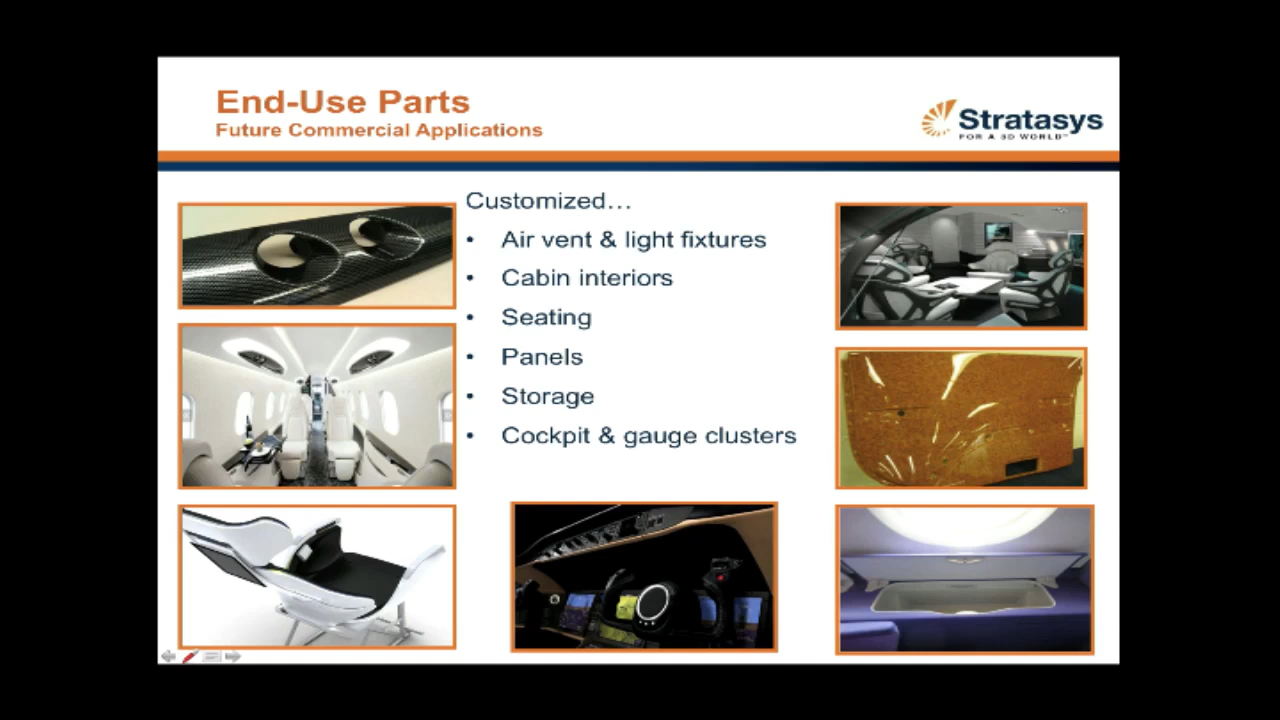 End-Use Parts
Future Commercial Applications
Stratasys
FOR A 3D WORLD™
Customized...
• Air vent & light fixtures
• Cabin interiors
• Seating
• Panels
• Storage
• Cockpit & gauge clusters